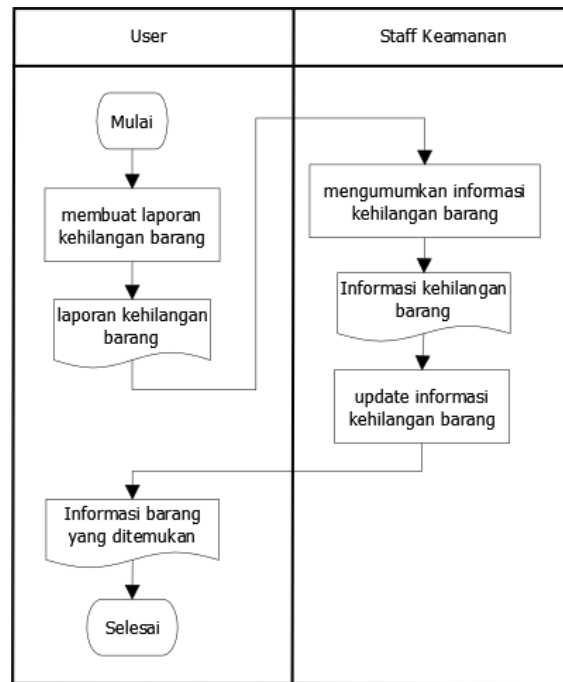 User
Staff Keamanan
Mulai
membuat laporan
kehilangan barang
laporan kehilangan
barang
mengumumkan informasi
kehilangan barang
Informasi kehilangan
barang
update informasi
kehilangan barang
Informasi barang
yang ditemukan
Selesai